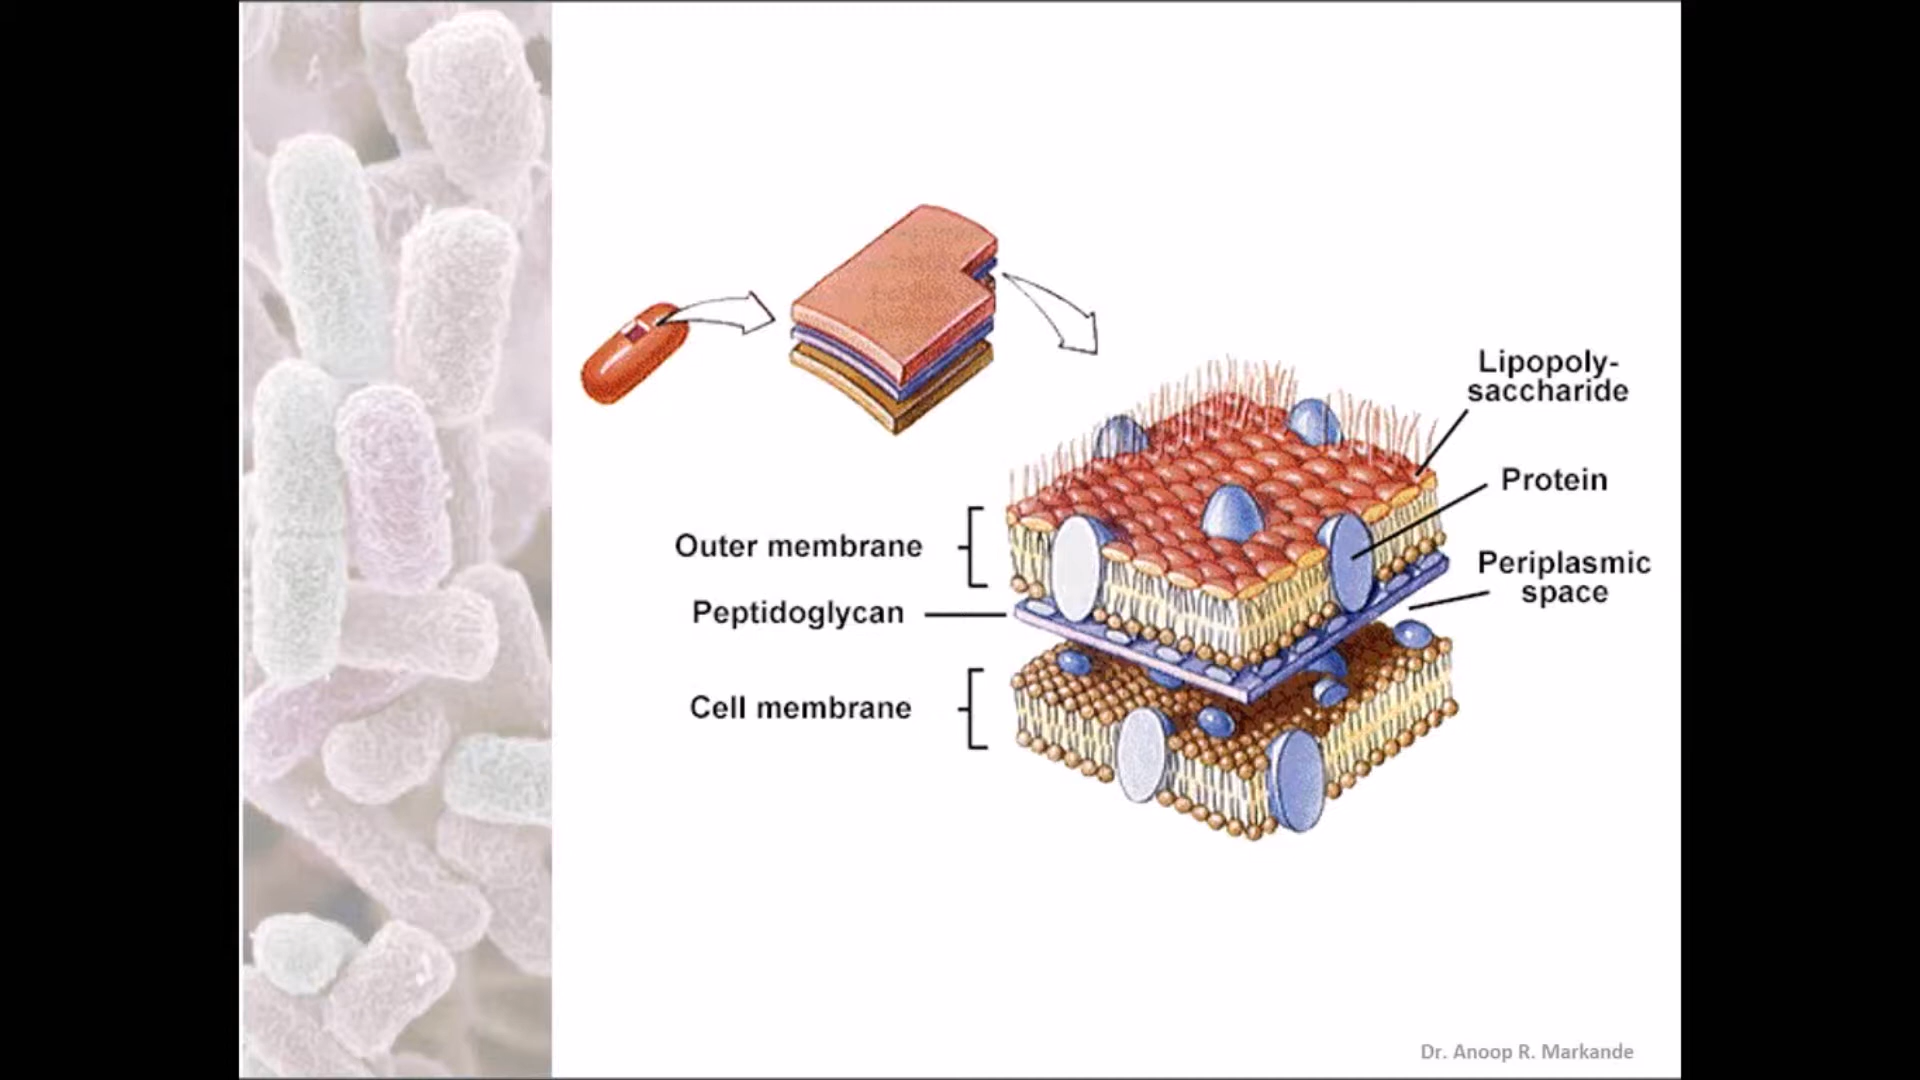 Lipopoly-
saccharide
Protein
Outer membrane
Periplasmic
space
Peptidoglycan
Cell membrane
Dr. Anoop R. Markande